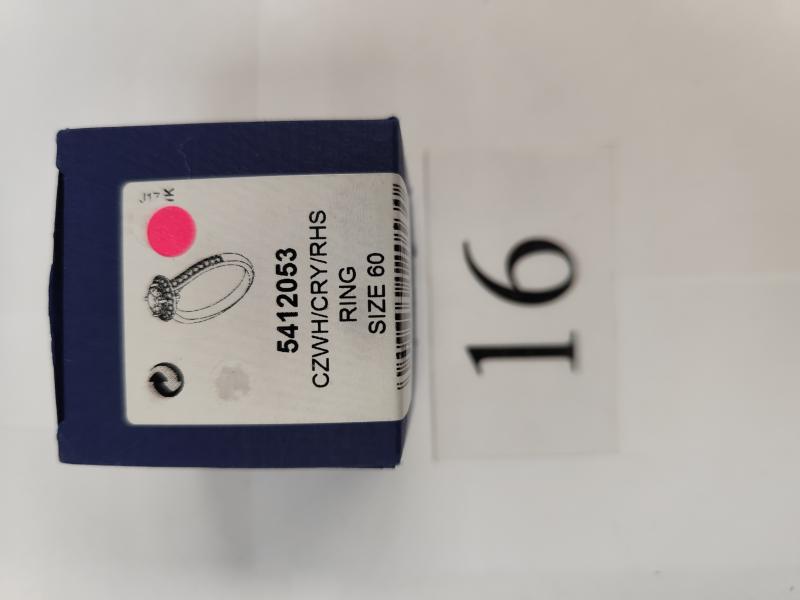 5412053
CZWH/CRY/RHS
RING
SIZE 60
16